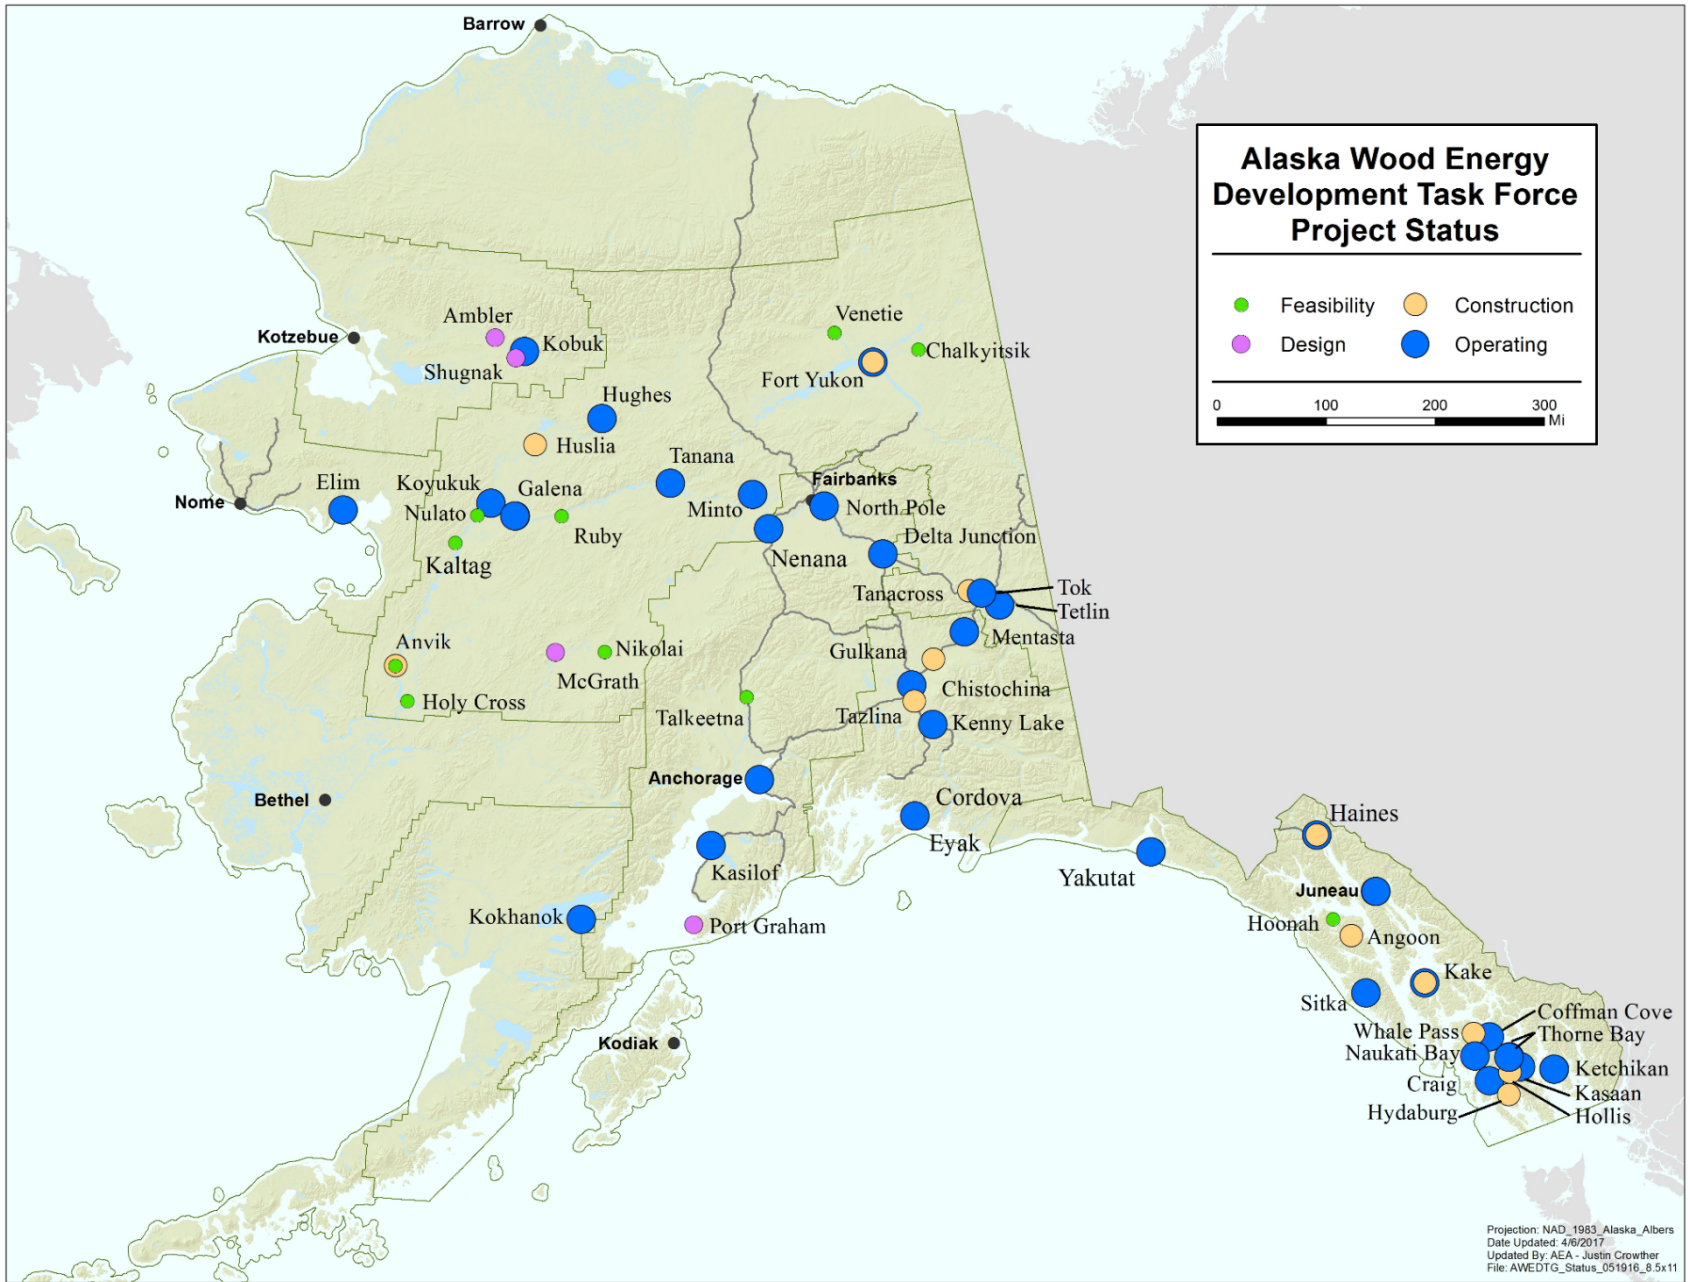 Barrow
Alaska Wood Energy
Development Task Force
Project Status
Feasibility
Construction
Design
Operating
0 100 200 300
Mi
Ambler
Venetie
Kotzebue
Kobuk
Chalkyitsik
Shugnak
Fort Yukon
Hughes
Huslia
Tanana
Fairbanks
Elim
Koyukuk
Galena
Nome
Nulato
Minto
North Pole
Ruby
Delta Junction
Kaltag
Nenana
Tanacross
Tok
Tetlin
Anvik
Nikolai
Mentasta
Gulkana
McGrath
Holy Cross
Chistochina
Talkeetna
Tazlina
Kenny Lake
Anchorage
Bethel
Cordova
Eyak
Haines
Kasilof
Yakutat
Juneau
Kokhanok
Port Graham
Hoonah
Angoon
Kake
Sitka
Coffman Cove
Whale Pass
Thorne Bay
Kodiak
Naukati Bay
Ketchikan
Craig
Kasaan
Hydaburg
Hollis
Projection: NAD_1983_Alaska_Albers
Date Updated: 4/6/2017
Updated By: AEA - Justin Crowther
File: AWEDTG_Status_051916_8.5x11